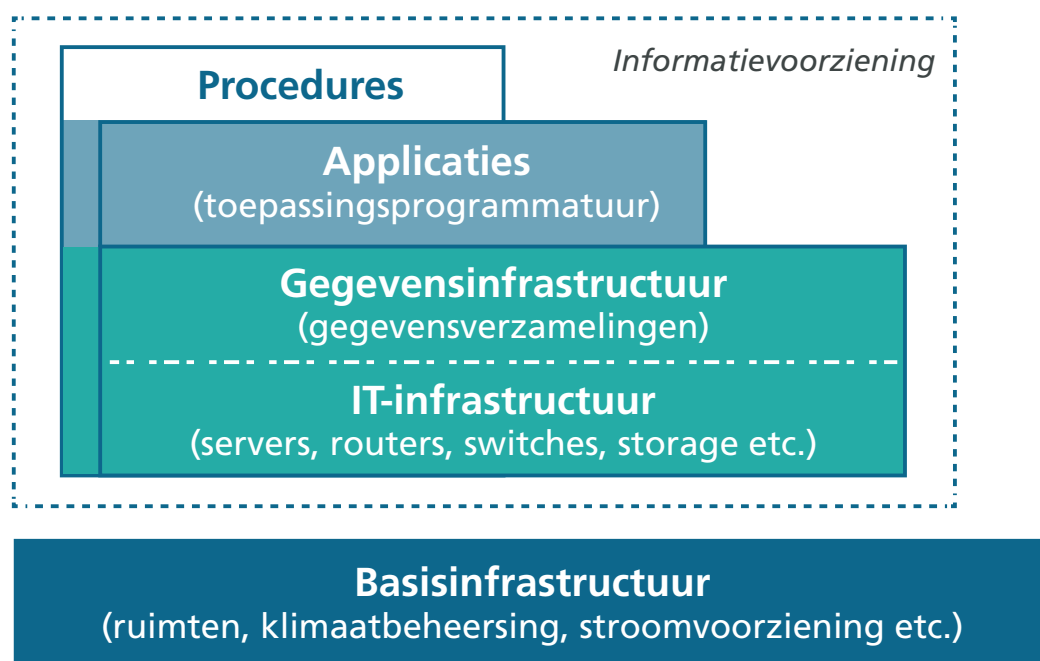 Informatievoorziening
Procedures
Applicaties
(toepassingsprogrammatuur)
Gegevensinfrastructuur
(gegevensverzamelingen)
IT-infrastructuur
(servers, routers, switches, storage etc.)
Basisinfrastructuur
(ruimten, klimaatbeheersing, stroomvoorziening etc.)